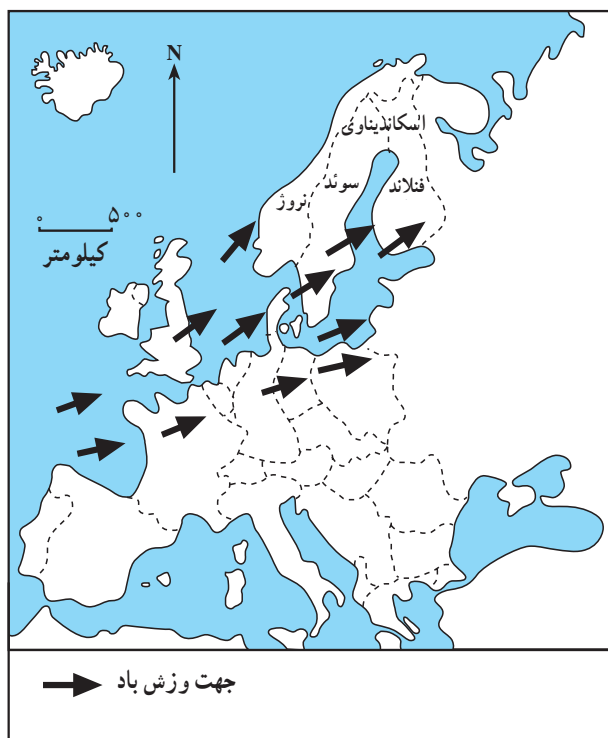 N
اسکاندیناوی
فنلاند
سوئد
نروژ
۰ ۵۰۰
کیلومتر
جهت وزش باد